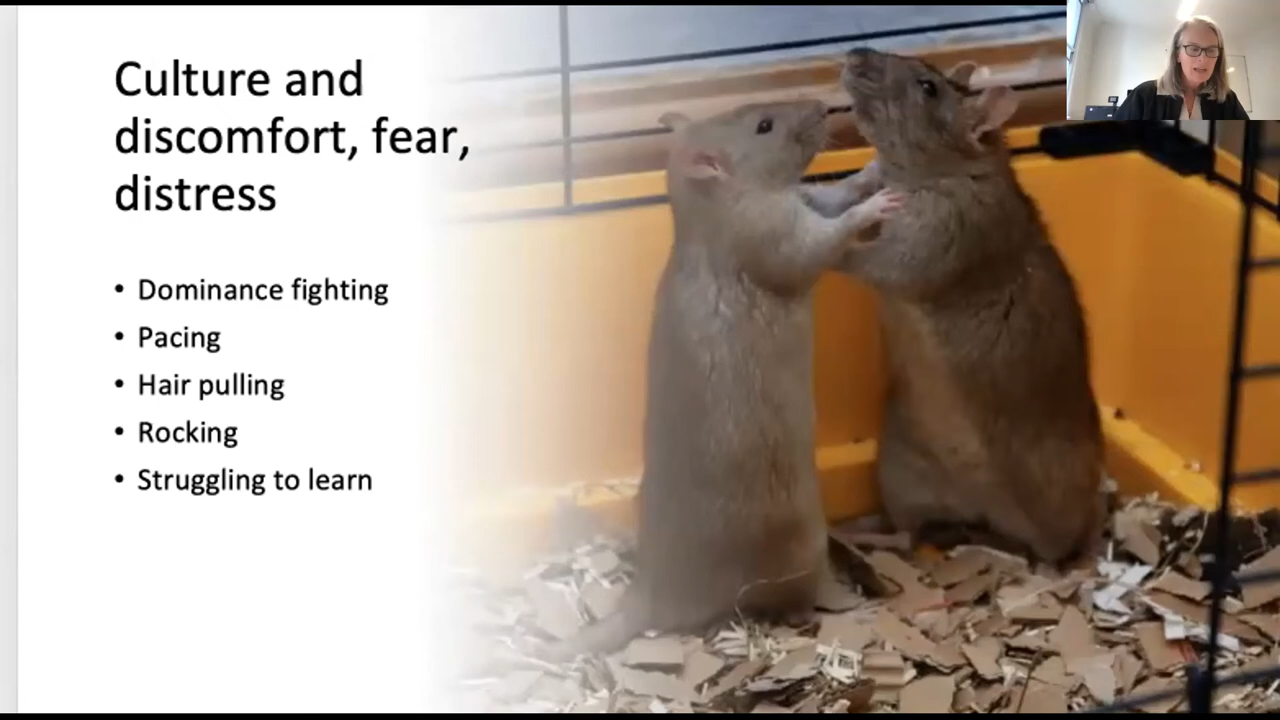 Culture and
discomfort, fear,
distress
• Dominance fighting
• Pacing
• Hair pulling
• Rocking
• Struggling to learn